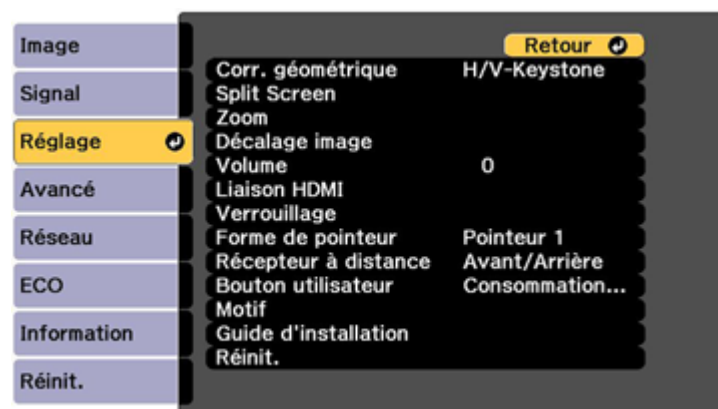 Image
Signal
Réglage
Avancé
Réseau
ECO
Information
Réinit.
Retour
Corr. géométrique H/V-Keystone
Split Screen
Zoom
Décalage image
Volume 0
Liaison HDMI
Verrouillage
Forme de pointeur Pointeur 1
Récepteur à distance Avant/Arrière
Bouton utilisateur Consommation...
Motif
Guide d'installation
Réinit.